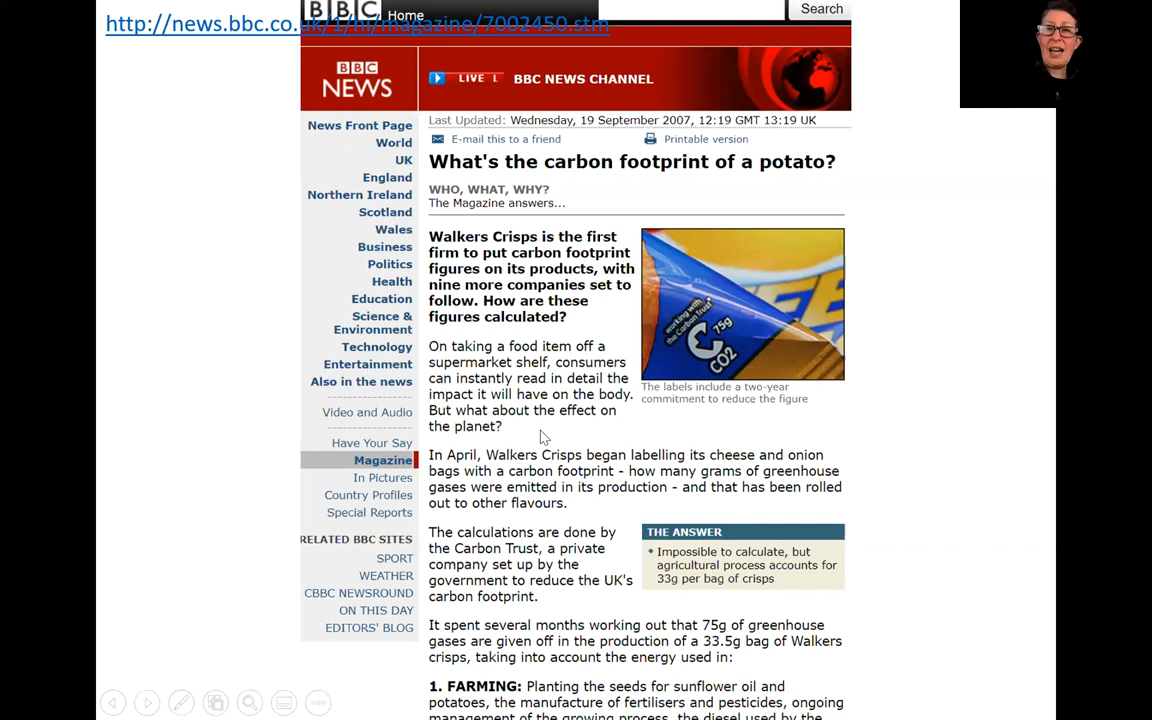 BBC
Home
Search
http://news.bbc.co.uk/1/hi/magazine/7002450.stm
BBC
NEWS
LIVE
BBC NEWS CHANNEL
Last Updated: Wednesday, 19 September 2007, 12:19 GMT 13:19 UK
E-mail this to a friend
Printable version
News Front Page
World
UK
England
Northern Ireland
Scotland
Wales
Business
Politics
Health
Education
Science &
Environment
Technology
Entertainment
Also in the news
Video and Audio
Have Your Say
Magazine
In Pictures
Country Profiles
Special Reports
RELATED BBC SITES
SPORT
WEATHER
CBBC NEWSROUND
ON THIS DAY
EDITORS' BLOG
What's the carbon footprint of a potato?
WHO, WHAT, WHY?
The Magazine answers...
Walkers Crisps is the first
firm to put carbon footprint
figures on its products, with
nine more companies set to
follow. How are these
figures calculated?
working with
the Carbon Trust
75g
CO2
The labels include a two-year
commitment to reduce the figure
On taking a food item off a
supermarket shelf, consumers
can instantly read in detail the
impact it will have on the body.
But what about the effect on
the planet?
In April, Walkers Crisps began labelling its cheese and onion
bags with a carbon footprint - how many grams of greenhouse
gases were emitted in its production - and that has been rolled
out to other flavours.
The calculations are done by
the Carbon Trust, a private
company set up by the
government to reduce the UK's
carbon footprint.
THE ANSWER
Impossible to calculate, but
agricultural process accounts for
33g per bag of crisps
It spent several months working out that 75g of greenhouse
gases are given off in the production of a 33.5g bag of Walkers
crisps, taking into account the energy used in:
1. FARMING: Planting the seeds for sunflower oil and
potatoes, the manufacture of fertilisers and pesticides, ongoing
management of the growing process, the diesel used by the